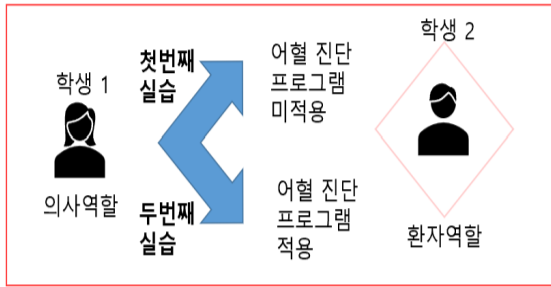 학생 1
의사역할
첫번째
실습
두번째
실습
어혈 진단
프로그램
미적용
어혈 진단
프로그램
적용
학생 2
환자역할